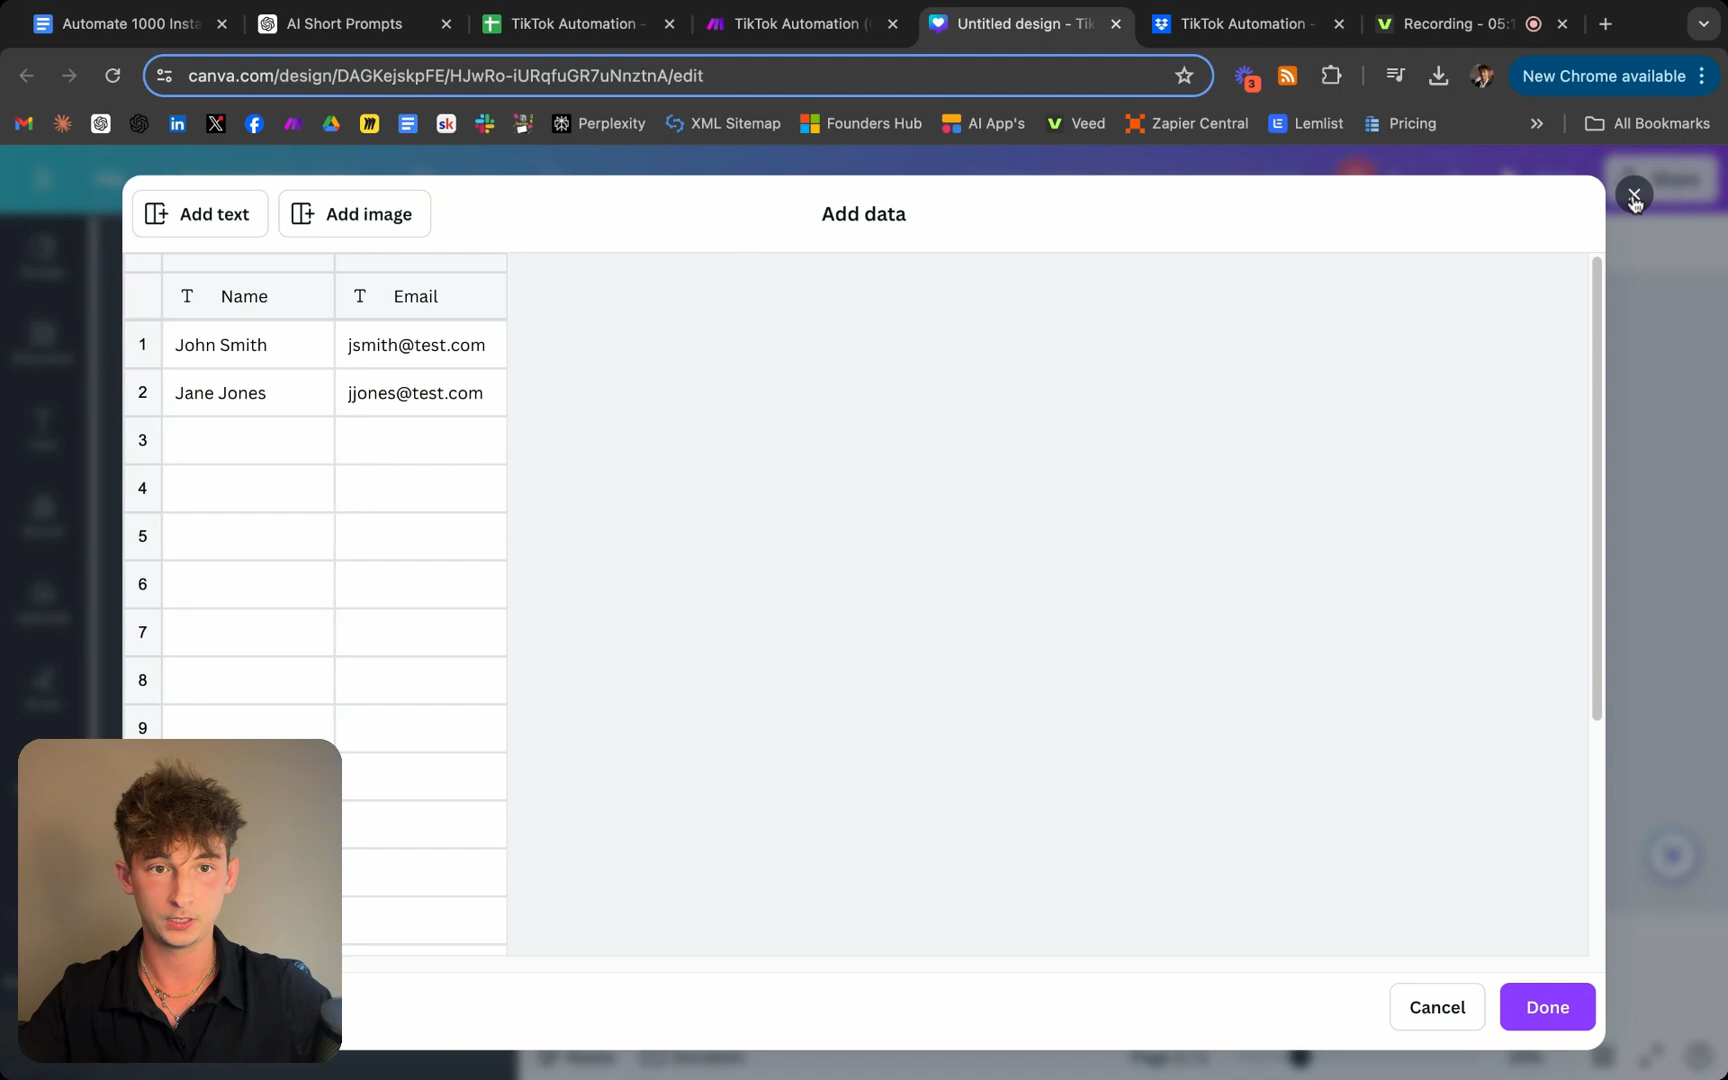 Automate 1000 Insta
AI Short Prompts
TikTok Automation -
TikTok Automation (
Untitled design - Tik
TikTok Automation -
Recording - 05:1
canva.com/design/DAGKejskpFE/HJwRo-iURqfuGR7uNnztnA/edit
3
New Chrome available
Perplexity
XML Sitemap
Founders Hub
AI App's
Veed
Zapier Central
Lemlist
Pricing
All Bookmarks
Add text
Add image
Add data
Name
Email
1
John Smith
jsmith@test.com
2
Jane Jones
jjones@test.com
3
4
5
6
7
8
9
Cancel
Done